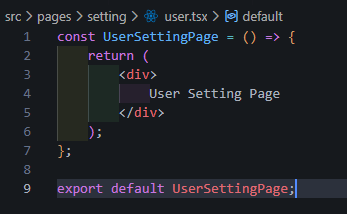 src > pages > setting > user.tsx > default
1 const UserSettingPage = () => {
2     return (
3         <div>
4             User Setting Page
5         </div>
6     );
7 };
8
9 export default UserSettingPage;